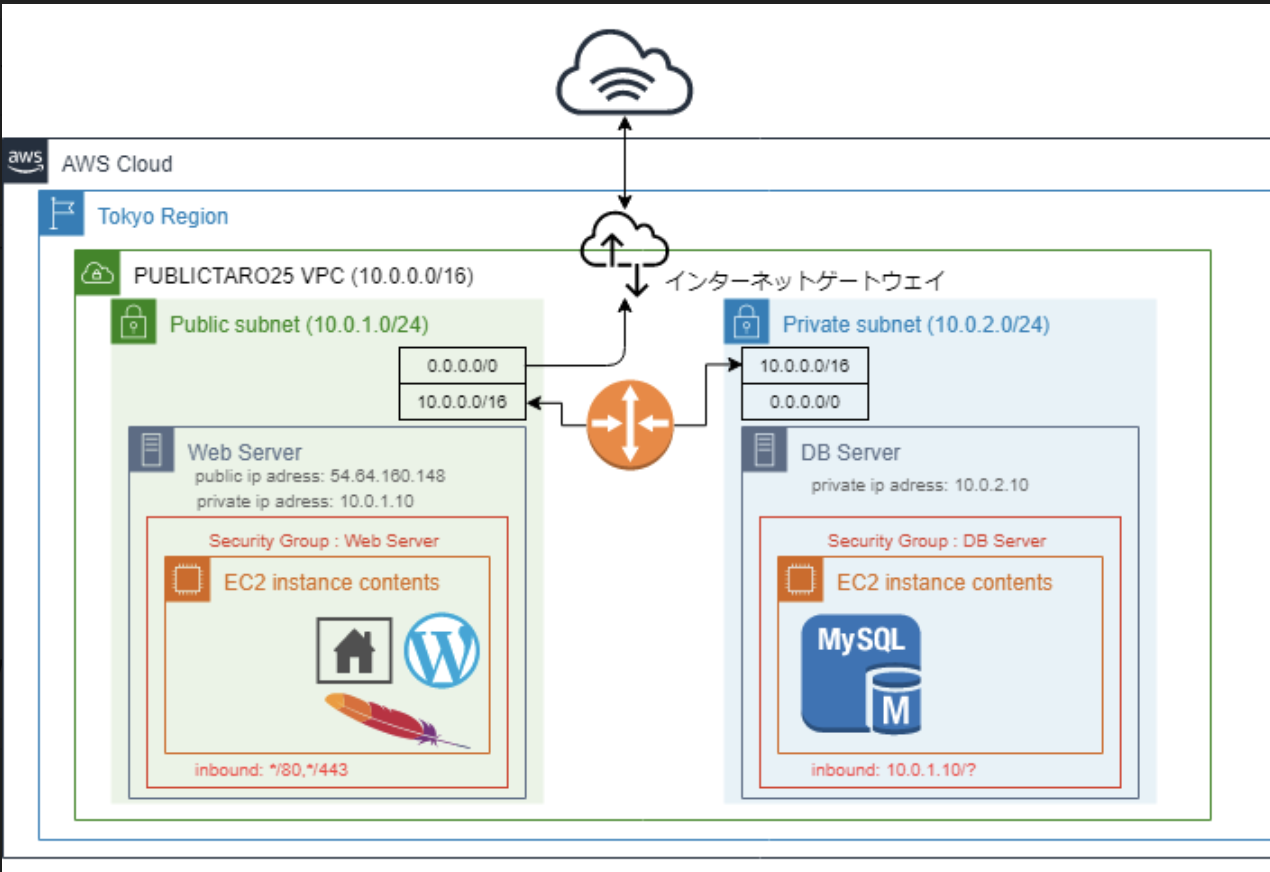 aws
AWS Cloud
Tokyo Region
PUBLICTARO25 VPC (10.0.0.0/16)
インターネットゲートウェイ
Public subnet (10.0.1.0/24)
0.0.0.0/0
10.0.0.0/16
Web Server
public ip adress: 54.64.160.148
private ip adress: 10.0.1.10
Security Group : Web Server
EC2 instance contents
W
inbound: */80,*/443
Private subnet (10.0.2.0/24)
10.0.0.0/16
0.0.0.0/0
DB Server
private ip adress: 10.0.2.10
Security Group : DB Server
EC2 instance contents
MySQL
M
inbound: 10.0.1.10/?